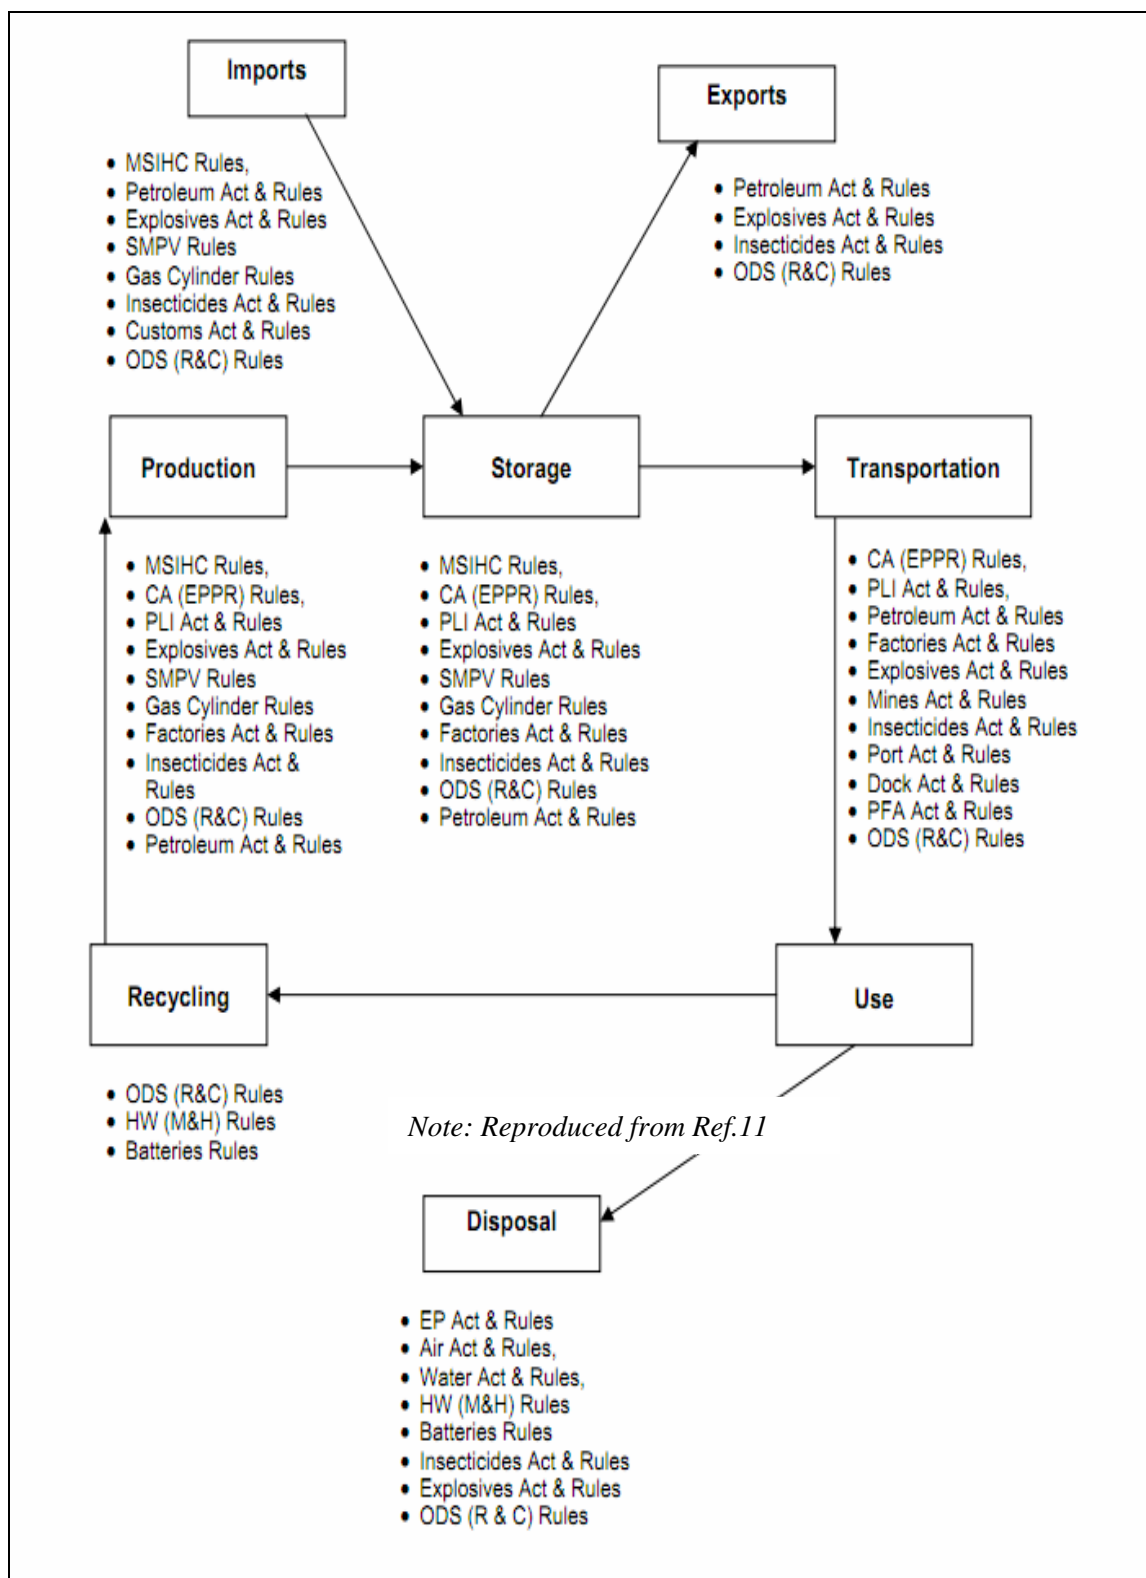 Imports
Exports
• MSIHC Rules,
• Petroleum Act & Rules
• Explosives Act & Rules
• SMPV Rules
• Gas Cylinder Rules
• Insecticides Act & Rules
• Customs Act & Rules
• ODS (R&C) Rules
• Petroleum Act & Rules
• Explosives Act & Rules
• Insecticides Act & Rules
• ODS (R&C) Rules
Production
Storage
Transportation
• MSIHC Rules,
• CA (EPPR) Rules,
• PLI Act & Rules
• Explosives Act & Rules
• SMPV Rules
• Gas Cylinder Rules
• Factories Act & Rules
• Insecticides Act &
Rules
• ODS (R&C) Rules
• Petroleum Act & Rules
• MSIHC Rules,
• CA (EPPR) Rules,
• PLI Act & Rules
• Explosives Act & Rules
• SMPV Rules
• Gas Cylinder Rules
• Factories Act & Rules
• Insecticides Act & Rules
• ODS (R&C) Rules
• Petroleum Act & Rules
• CA (EPPR) Rules,
• PLI Act & Rules,
• Petroleum Act & Rules
• Factories Act & Rules
• Explosives Act & Rules
• Mines Act & Rules
• Insecticides Act & Rules
• Port Act & Rules
• Dock Act & Rules
• PFA Act & Rules
• ODS (R&C) Rules
Recycling
Use
• ODS (R&C) Rules
• HW (M&H) Rules
• Batteries Rules
Note: Reproduced from Ref.11
Disposal
• EP Act & Rules
• Air Act & Rules,
• Water Act & Rules,
• HW (M&H) Rules
• Batteries Rules
• Insecticides Act & Rules
• Explosives Act & Rules
• ODS (R & C) Rules